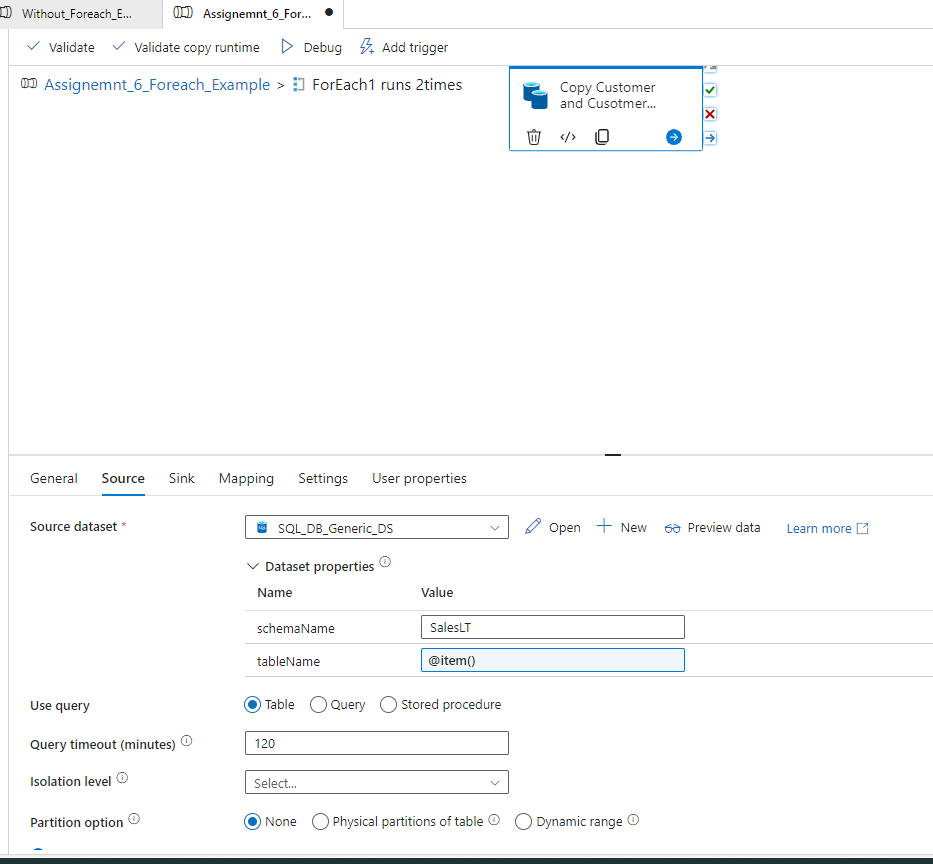 Without_Foreach_E...
Assignemnt_6_For...
Validate
Validate copy runtime
Debug
Add trigger
Assignemnt_6_Foreach_Example > ForEach1 runs 2times
Copy Customer
and Cusotmer...
General
Source
Sink
Mapping
Settings
User properties
Source dataset *
SQL_DB_Generic_DS
Open
New
Preview data
Learn more
Dataset properties
Name
Value
schemaName
SalesLT
tableName
@item()
Use query
Table
Query
Stored procedure
Query timeout (minutes)
120
Isolation level
Select...
Partition option
None
Physical partitions of table
Dynamic range